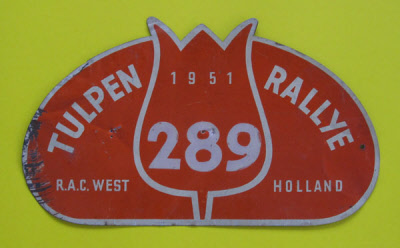 TULPEN RALLYE
1951
289
R.A.C. WEST HOLLAND